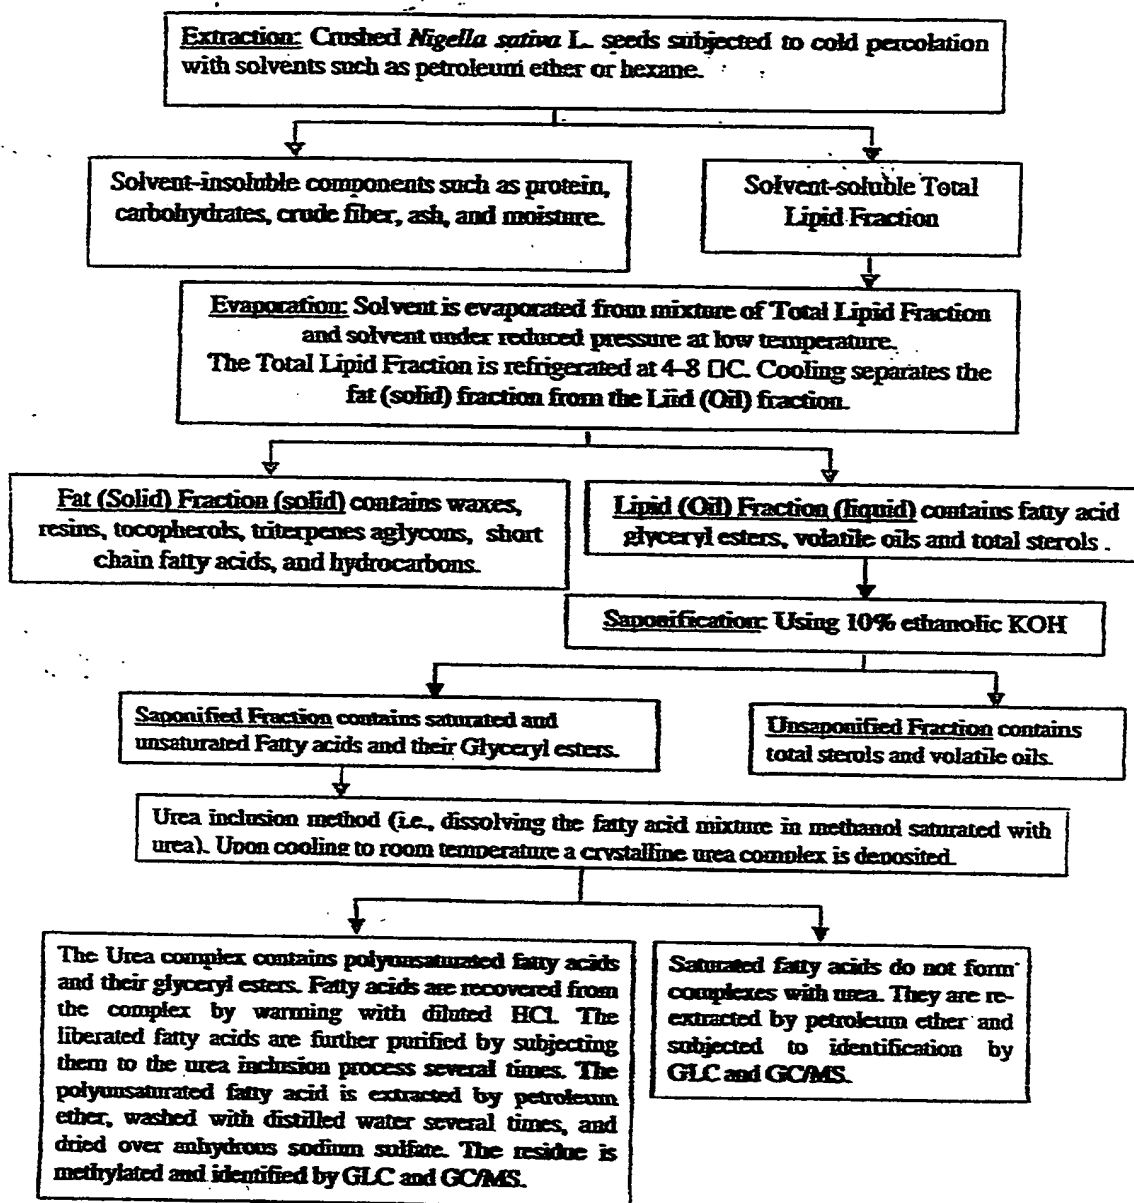 Extraction: Crushed Nigella sativa L. seeds subjected to cold percolation
with solvents such as petroleum ether or hexane.
Solvent-insoluble components such as protein,
carbohydrates, crude fiber, ash, and moisture.
Solvent-soluble Total
Lipid Fraction
Evaporation: Solvent is evaporated from mixture of Total Lipid Fraction
and solvent under reduced pressure at low temperature.
The Total Lipid Fraction is refrigerated at 4–8 □C. Cooling separates the
fat (solid) fraction from the Liid (Oil) fraction.
Fat (Solid) Fraction (solid) contains waxes,
resins, tocopherols, triterpenes aglycons, short
chain fatty acids, and hydrocarbons.
Lipid (Oil) Fraction (liquid) contains fatty acid
glyceryl esters, volatile oils and total sterols .
Saponification: Using 10% ethanolic KOH
Saponified Fraction contains saturated and
unsaturated Fatty acids and their Glyceryl esters.
Unsaponified Fraction contains
total sterols and volatile oils.
Urea inclusion method (i.e., dissolving the fatty acid mixture in methanol saturated with
urea). Upon cooling to room temperature a crystalline urea complex is deposited.
The Urea complex contains polyunsaturated fatty acids
and their glyceryl esters. Fatty acids are recovered from
the complex by warming with diluted HCl. The
liberated fatty acids are further purified by subjecting
them to the urea inclusion process several times. The
polyunsaturated fatty acid is extracted by petroleum
ether, washed with distilled water several times, and
dried over anhydrous sodium sulfate. The residue is
methylated and identified by GLC and GC/MS.
Saturated fatty acids do not form
complexes with urea. They are re-
extracted by petroleum ether and
subjected to identification by
GLC and GC/MS.